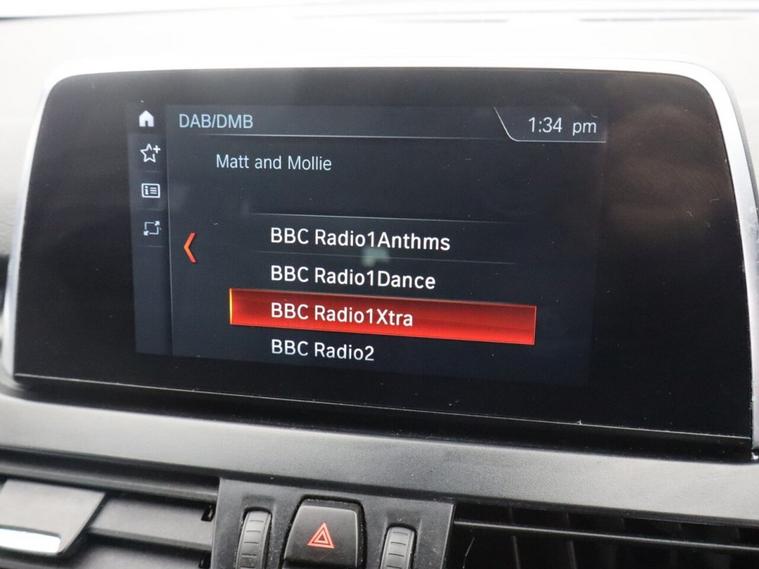 DAB/DMB
1:34 pm
Matt and Mollie
BBC Radio1Anthms
BBC Radio1Dance
BBC Radio1Xtra
BBC Radio2